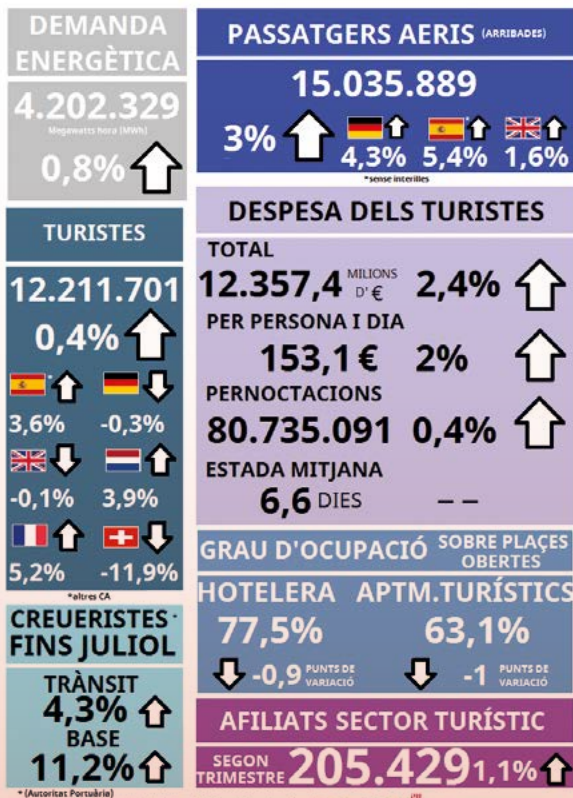 DEMANDA
ENERGÈTICA
4.202.329
Megawatts hora (MWh)
0,8%
PASSATGERS AERIS (ARRIBADES)
15.035.889
3%
*
4,3% 5,4% 1,6%
*sense interilles
TURISTES
12.211.701
0,4%
*
3,6% -0,3%
-0,1% 3,9%
5,2% -11,9%
*altres CA
DESPESA DELS TURISTES
TOTAL
12.357,4 MILIONS
D' €
2,4%
PER PERSONA I DIA
153,1 € 2%
PERNOCTACIONS
80.735.091 0,4%
ESTADA MITJANA
6,6 DIES – –
GRAU D'OCUPACIÓ SOBRE PLAÇES
OBERTES
HOTELERA APTM.TURÍSTICS
77,5% 63,1%
-0,9 PUNTS DE
VARIACIÓ
-1 PUNTS DE
VARIACIÓ
CREUERISTES *
FINS JULIOL
TRÀNSIT
4,3%
BASE
11,2%
* (Autoritat Portuària)
AFILIATS SECTOR TURÍSTIC
SEGON
TRIMESTRE
205.429 1,1%